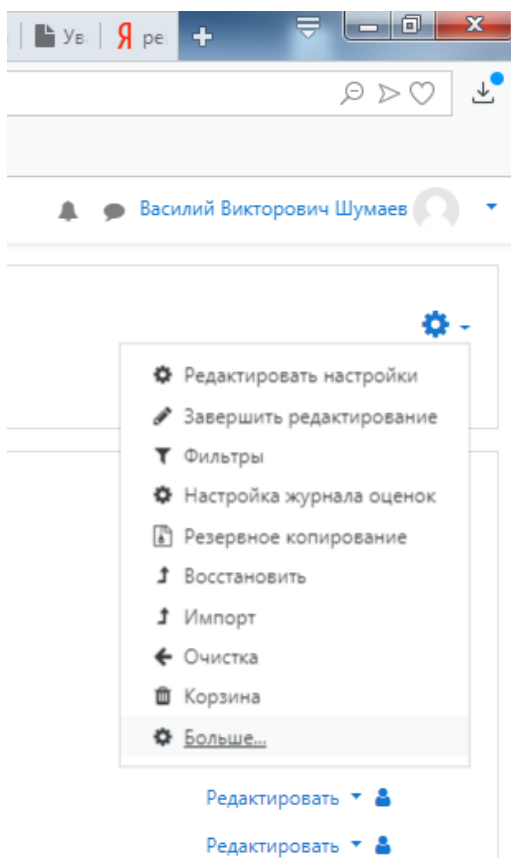 Ув
Я ре
Василий Викторович Шумаев
Редактировать настройки
Завершить редактирование
Фильтры
Настройка журнала оценок
Резервное копирование
Восстановить
Импорт
Очистка
Корзина
Больше...
Редактировать
Редактировать